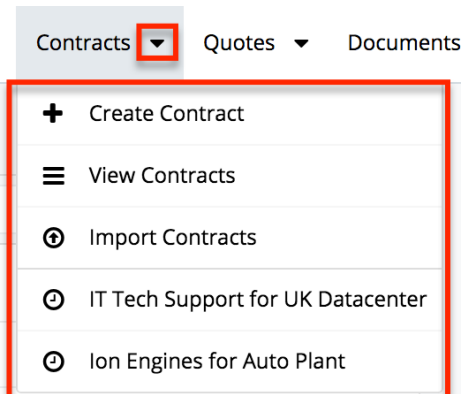 Contracts Quotes Documents
Create Contract
View Contracts
Import Contracts
IT Tech Support for UK Datacenter
Ion Engines for Auto Plant